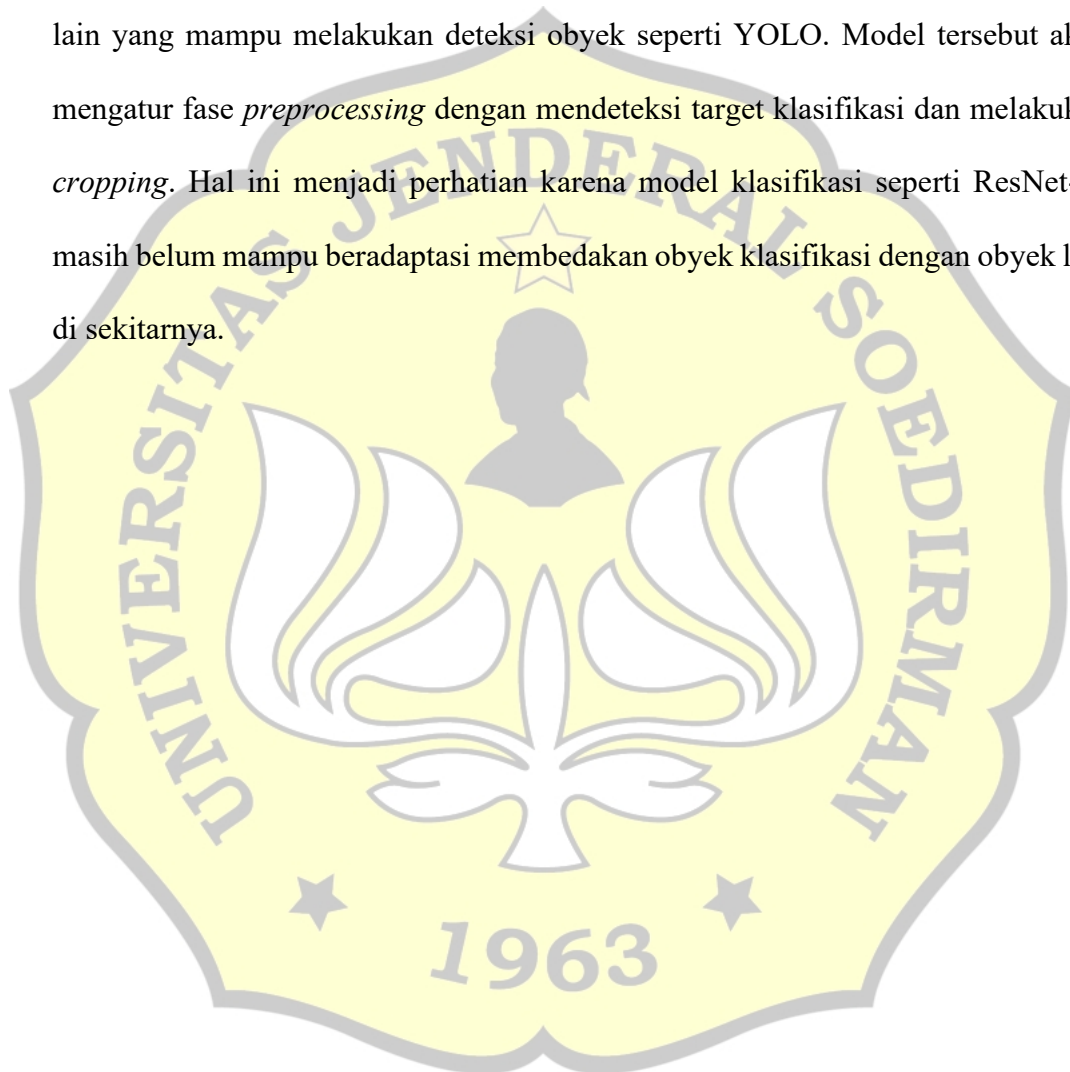 lain yang mampu melakukan deteksi obyek seperti YOLO. Model tersebut
mengatur fase preprocessing dengan mendeteksi target klasifikasi dan
cropping. Hal ini menjadi perhatian karena model klasifikasi seperti
masih belum mampu beradaptasi membedakan obyek klasifikasi dengan obyek
di sekitarnya.
UNIVERSITAS JENDERAL SOEDIRMAN
1963